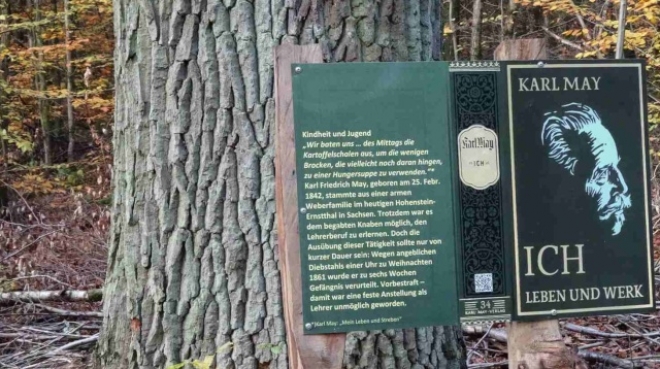 Kindheit und Jugend
„Wir baten uns ... des Mittags die
Kartoffelschalen aus, um die wenigen
Brocken, die vielleicht noch daran hingen,
zu einer Hungersuppe zu verwenden."*
Karl Friedrich May, geboren am 25. Febr.
1842, stammte aus einer armen
Weberfamilie im heutigen Hohenstein-
Ernstthal in Sachsen. Trotzdem war es
dem begabten Knaben möglich, den
Lehrerberuf zu erlernen. Doch die
Ausübung dieser Tätigkeit sollte nur von
kurzer Dauer sein: Wegen angeblichen
Diebstahls einer Uhr zu Weihnachten
1861 wurde er zu sechs Wochen
Gefängnis verurteilt. Vorbestraft –
damit war eine feste Anstellung als
Lehrer unmöglich geworden.
*Karl May: „Mein Leben und Streben"
Karl May
ICH
34
KARL-MAY-VERLAG
KARL MAY
ICH
LEBEN UND WERK